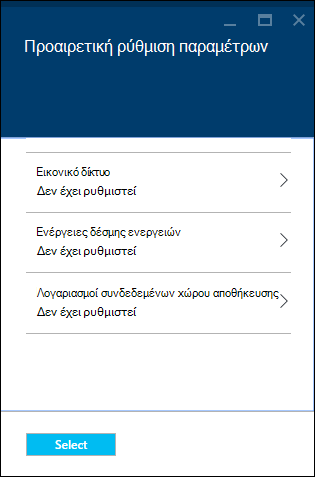 Προαιρετική ρύθμιση παραμέτρων
Εικονικό δίκτυο
Δεν έχει ρυθμιστεί
Ενέργειες δέσμης ενεργειών
Δεν έχει ρυθμιστεί
Λογαριασμοί συνδεδεμένων χώρου αποθήκευσης
Δεν έχει ρυθμιστεί
Select